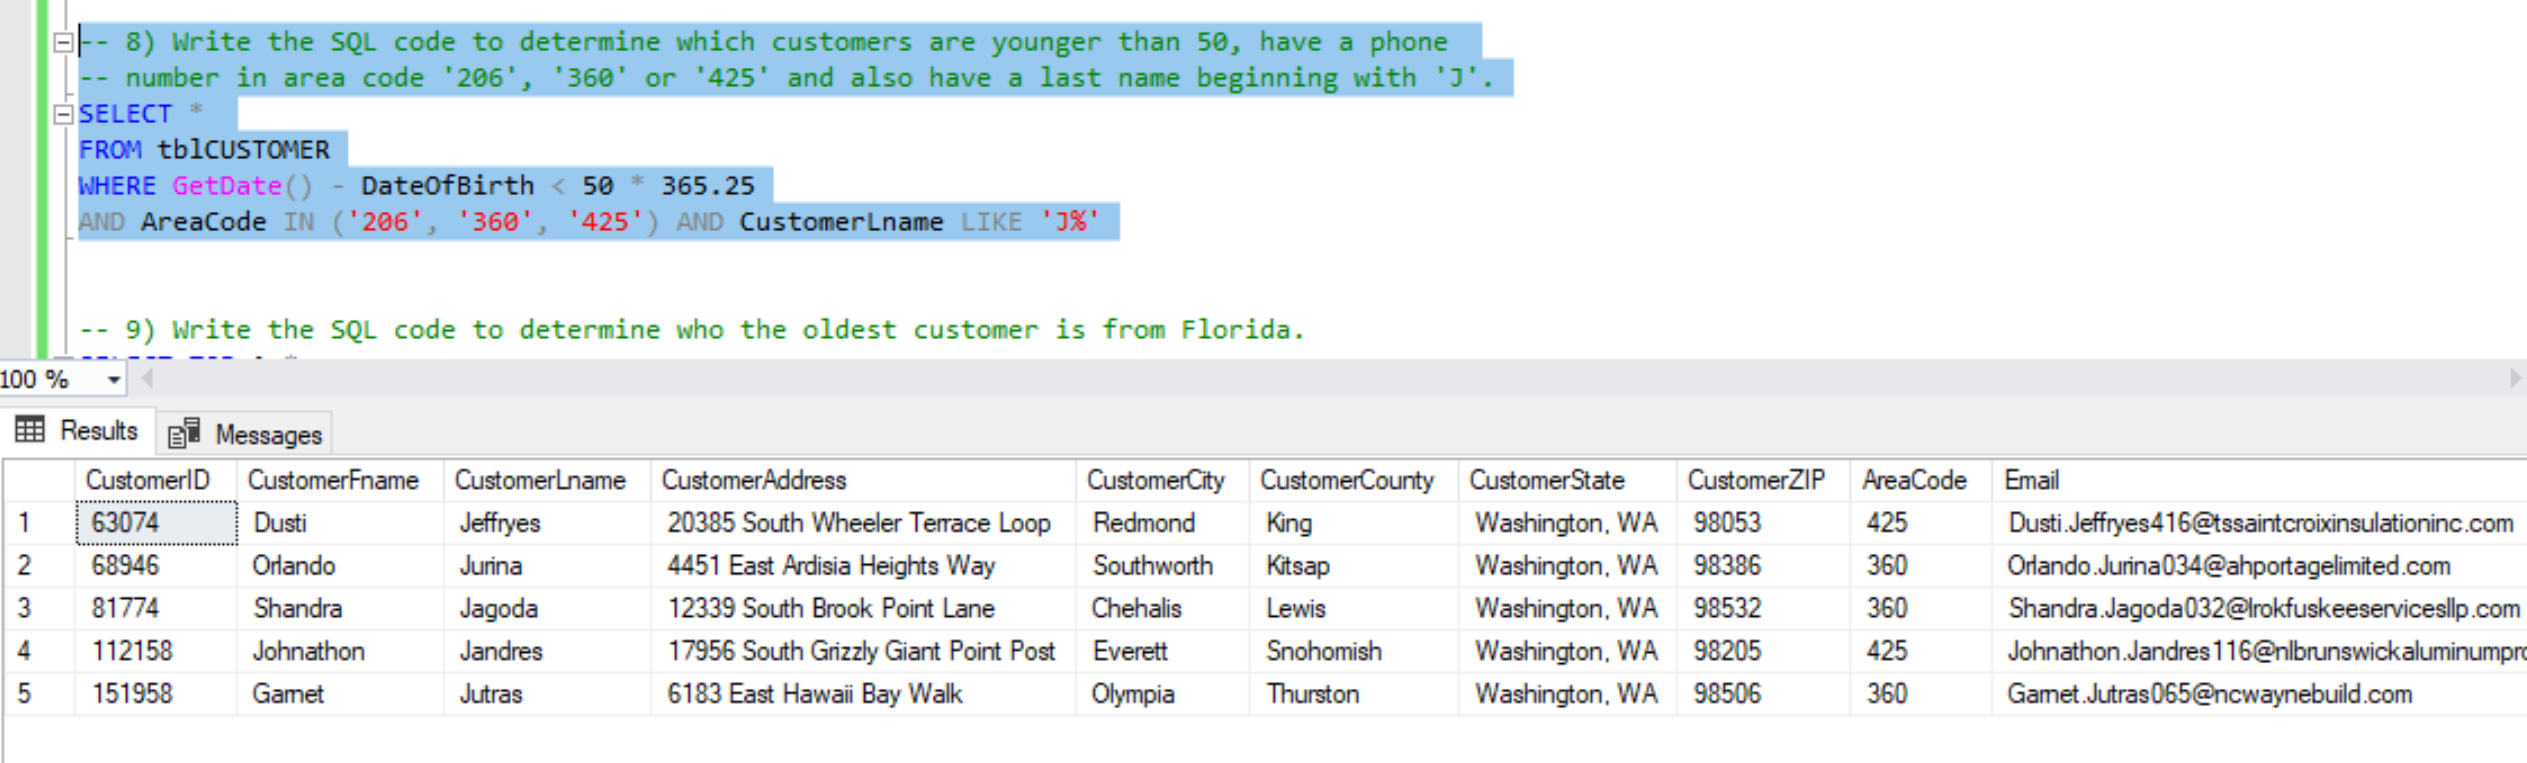 -- 8) Write the SQL code to determine which customers are younger than 50, have a phone
-- number in area code '206', '360' or '425' and also have a last name beginning with 'J'.
SELECT *
FROM tblCUSTOMER
WHERE GetDate() - DateOfBirth < 50 * 365.25
AND AreaCode IN ('206', '360', '425') AND CustomerLname LIKE 'J%'
-- 9) Write the SQL code to determine who the oldest customer is from Florida.
100 %
Results Messages
CustomerID CustomerFname CustomerLname CustomerAddress CustomerCity CustomerCounty CustomerState CustomerZIP AreaCode Email
1 63074 Dusti Jeffryes 20385 South Wheeler Terrace Loop Redmond King Washington, WA 98053 425 Dusti.Jeffryes416@tssaintcroixinsulationinc.com
2 68946 Orlando Jurina 4451 East Ardisia Heights Way Southworth Kitsap Washington, WA 98386 360 Orlando.Jurina034@ahportagelimited.com
3 81774 Shandra Jagoda 12339 South Brook Point Lane Chehalis Lewis Washington, WA 98532 360 Shandra.Jagoda032@lrokfuskeeservicesllp.com
4 112158 Johnathon Jandres 17956 South Grizzly Giant Point Post Everett Snohomish Washington, WA 98205 425 Johnathon.Jandres116@nlbrunswickaluminumpro
5 151958 Garnet Jutras 6183 East Hawaii Bay Walk Olympia Thurston Washington, WA 98506 360 Garnet.Jutras065@ncwaynebuild.com